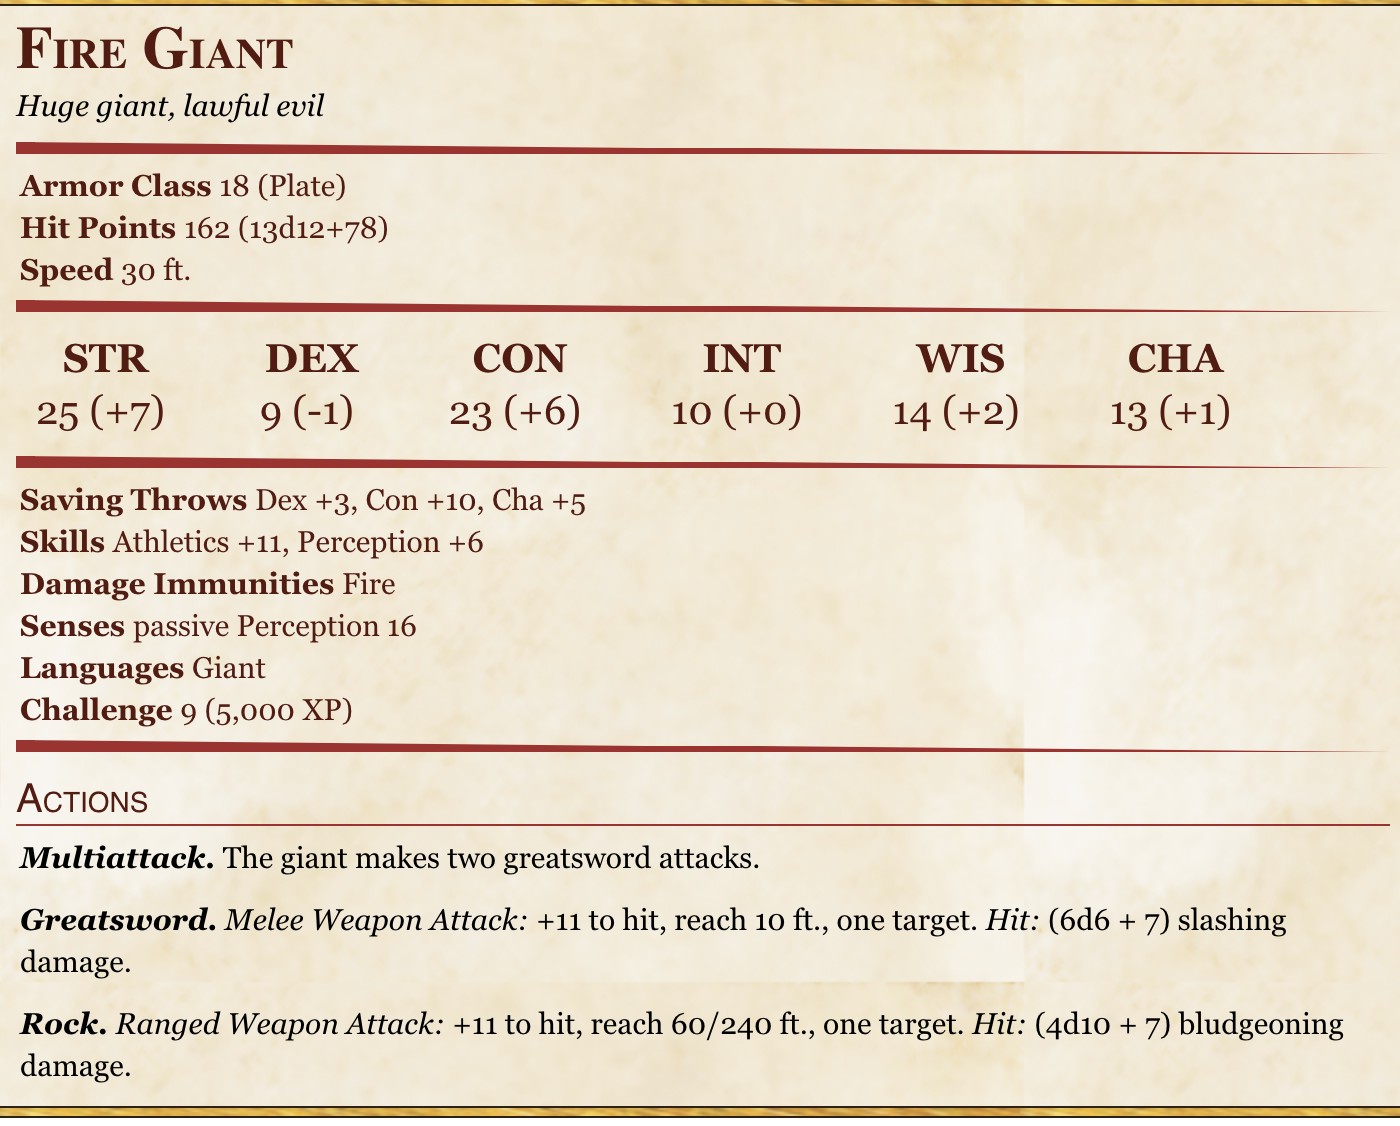 Fire Giant
Huge giant, lawful evil
Armor Class 18 (Plate)
Hit Points 162 (13d12+78)
Speed 30 ft.
STR DEX CON INT WIS CHA
25 (+7) 9 (-1) 23 (+6) 10 (+0) 14 (+2) 13 (+1)
Saving Throws Dex +3, Con +10, Cha +5
Skills Athletics +11, Perception +6
Damage Immunities Fire
Senses passive Perception 16
Languages Giant
Challenge 9 (5,000 XP)
Actions
Multiattack. The giant makes two greatsword attacks.
Greatsword. Melee Weapon Attack: +11 to hit, reach 10 ft., one target. Hit: (6d6 + 7) slashing
damage.
Rock. Ranged Weapon Attack: +11 to hit, reach 60/240 ft., one target. Hit: (4d10 + 7) bludgeoning
damage.